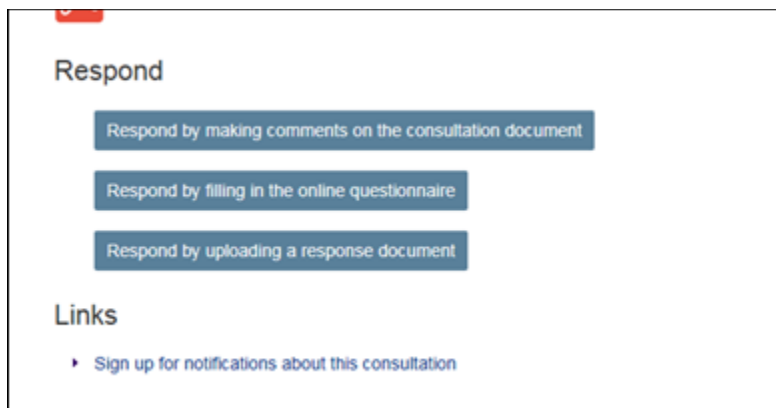 Respond
Respond by making comments on the consultation document
Respond by filling in the online questionnaire
Respond by uploading a response document
Links
Sign up for notifications about this consultation